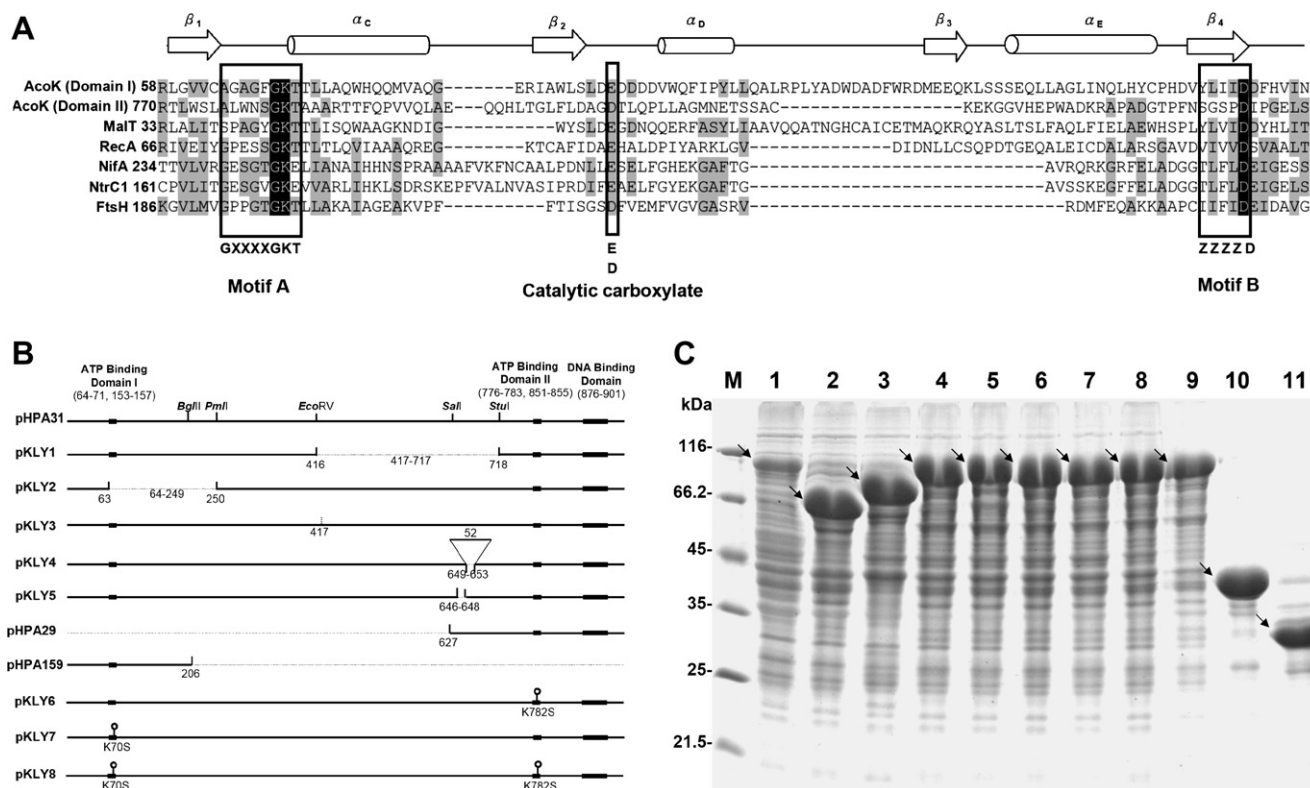 A
β1 αC β2 αD β3 αE β4
AcoK (Domain I) 58 RLGVVCAGAGFGKTTLLAQWHQQMVAQG-------ERIAWLSLDEDDDDVWQFIPYLLQALRPLYADWDADFWRDMEEQKLSSSEQLLAGLINQLHYCPHDVYLIIDDFHVIN
AcoK (Domain II) 770 RTLWSLALWNSGKTAAARTTFQPVVQLAE---QQHLTGLFLDAGDTLQPLLAGMNETSSAC
KEKGGVHEPWADKRAPADGTPNFSGSPDIPGELS
MalT 33 RLALITSPAGYGKTTLISQWAAGKNDIG
WYSLDEGDNQQERFASYLIAAVQQATNGHCAICETMAQKRQYASLTSLFAQLFIELAEWHSPLYLVIDDYHLIT
RecA 66 GRIVEIYGPESSGKTTLTLQVIAAAQREG
KTCAFIDAEHALDPIYARKLGV
DIDNLLCSQPDTGEQALEICDALARSGAVDVIVVDSVAALT
NifA 234 TTVLVRGESGTGKELIANAIHHNSPRAAAAFVKFNCAALPDNLLESELFGHEKGAFTG
AVRQRKGRFELADGGTLFLDEIGESS
NtrC1 161 CPVLITGESGVGKEVVARLIHKLSDRSKEPFVALNVASIPRDIFEAELFGYEKGAFTG
AVSSKEGFFELADGGTLFLDEIGELS
FtsH 186 KGVLMVGPPGTGKTLLAKAIAGEAKVPF
FTISGSDFVEMFVGVGASRV
RDMFEQAKKAAPCIIFIDEIDAVG
GXXXXGKT E ZZZZD
D
Motif A Catalytic carboxylate Motif B
B
ATP Binding Domain I (64-71, 153-157)
ATP Binding Domain II (776-783, 851-855)
DNA Binding Domain (876-901)
BglII PmlI EcoRV SalI StuI
pHPA31
pKLY1 416 417-717 718
pKLY2 63 64-249 250
pKLY3 417
pKLY4 52 649-653
pKLY5 646-648
pHPA29 627
pHPA159 206
pKLY6 K782S
pKLY7 K70S
pKLY8 K70S K782S
C
M 1 2 3 4 5 6 7 8 9 10 11
kDa
116-
66.2-
45-
35-
25-
21.5-